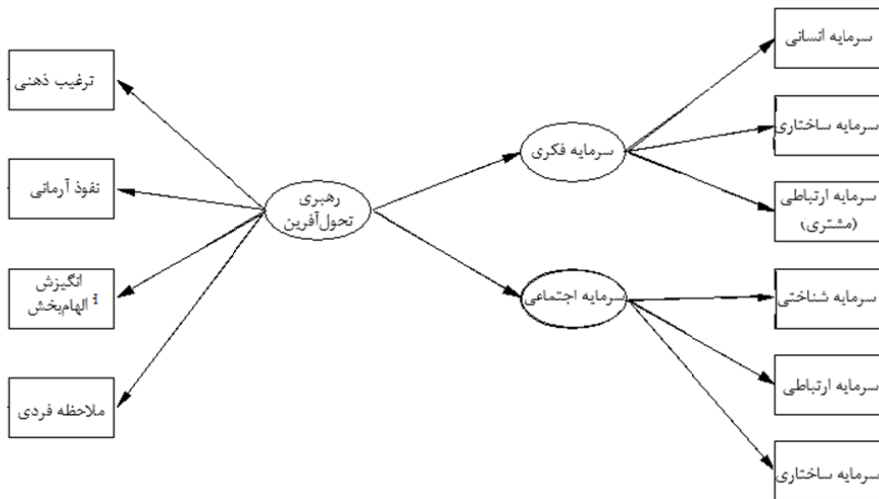 سرمایه انسانی
سرمایه ساختاری
سرمایه ارتباطی
(مشتری)
سرمایه شناختی
سرمایه ارتباطی
سرمایه ساختاری
سرمایه فکری
سرمایه اجتماعی
رهبری
تحول‌آفرین
ترغیب ذهنی
نفوذ آرمانی
انگیزش
الهام‌بخش
ملاحظه فردی